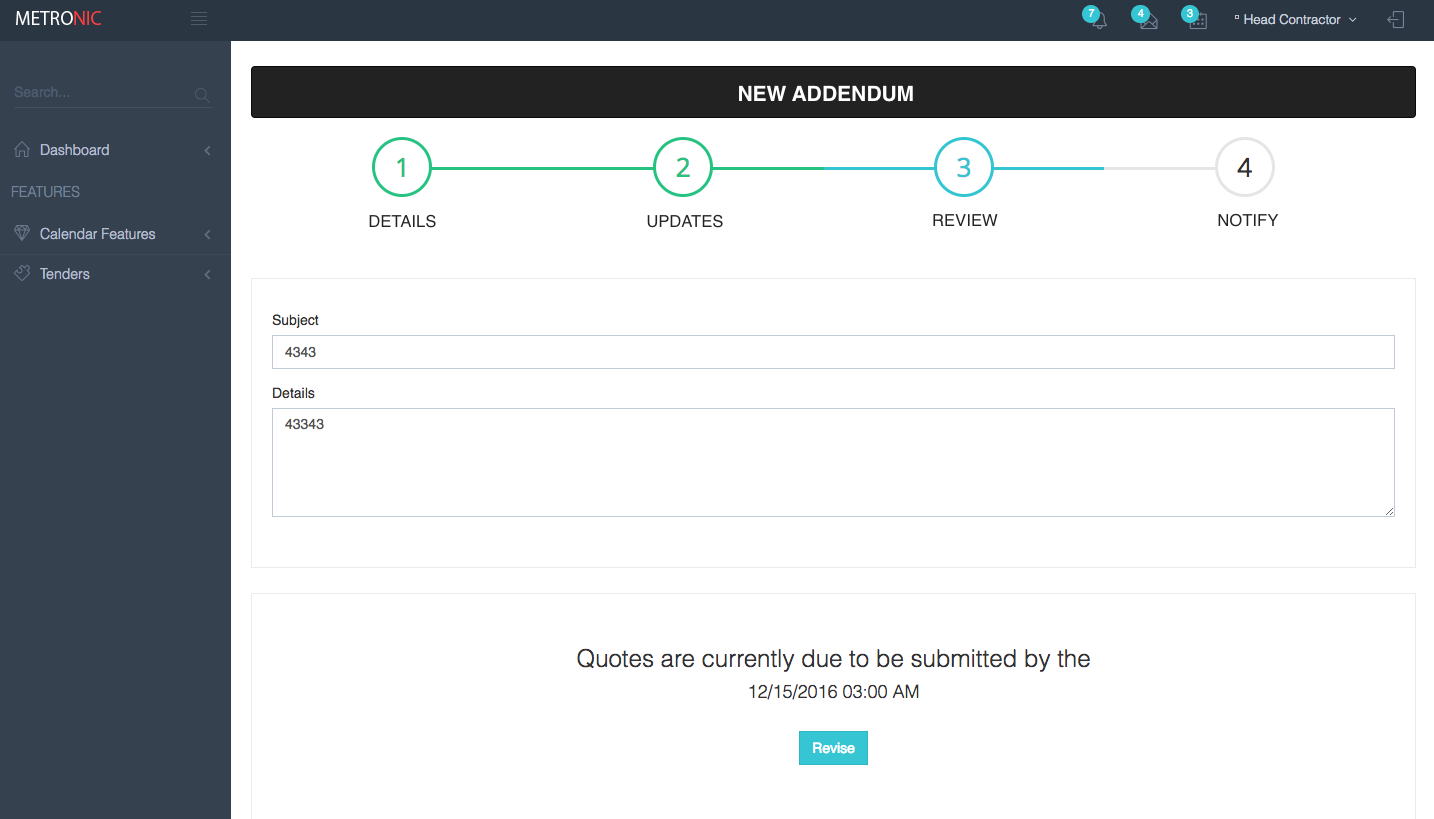 METRONIC
7
4
3
Head Contractor
Search...
Dashboard
FEATURES
Calendar Features
Tenders
NEW ADDENDUM
1
2
3
4
DETAILS
UPDATES
REVIEW
NOTIFY
Subject
4343
Details
43343
Quotes are currently due to be submitted by the
12/15/2016 03:00 AM
Revise